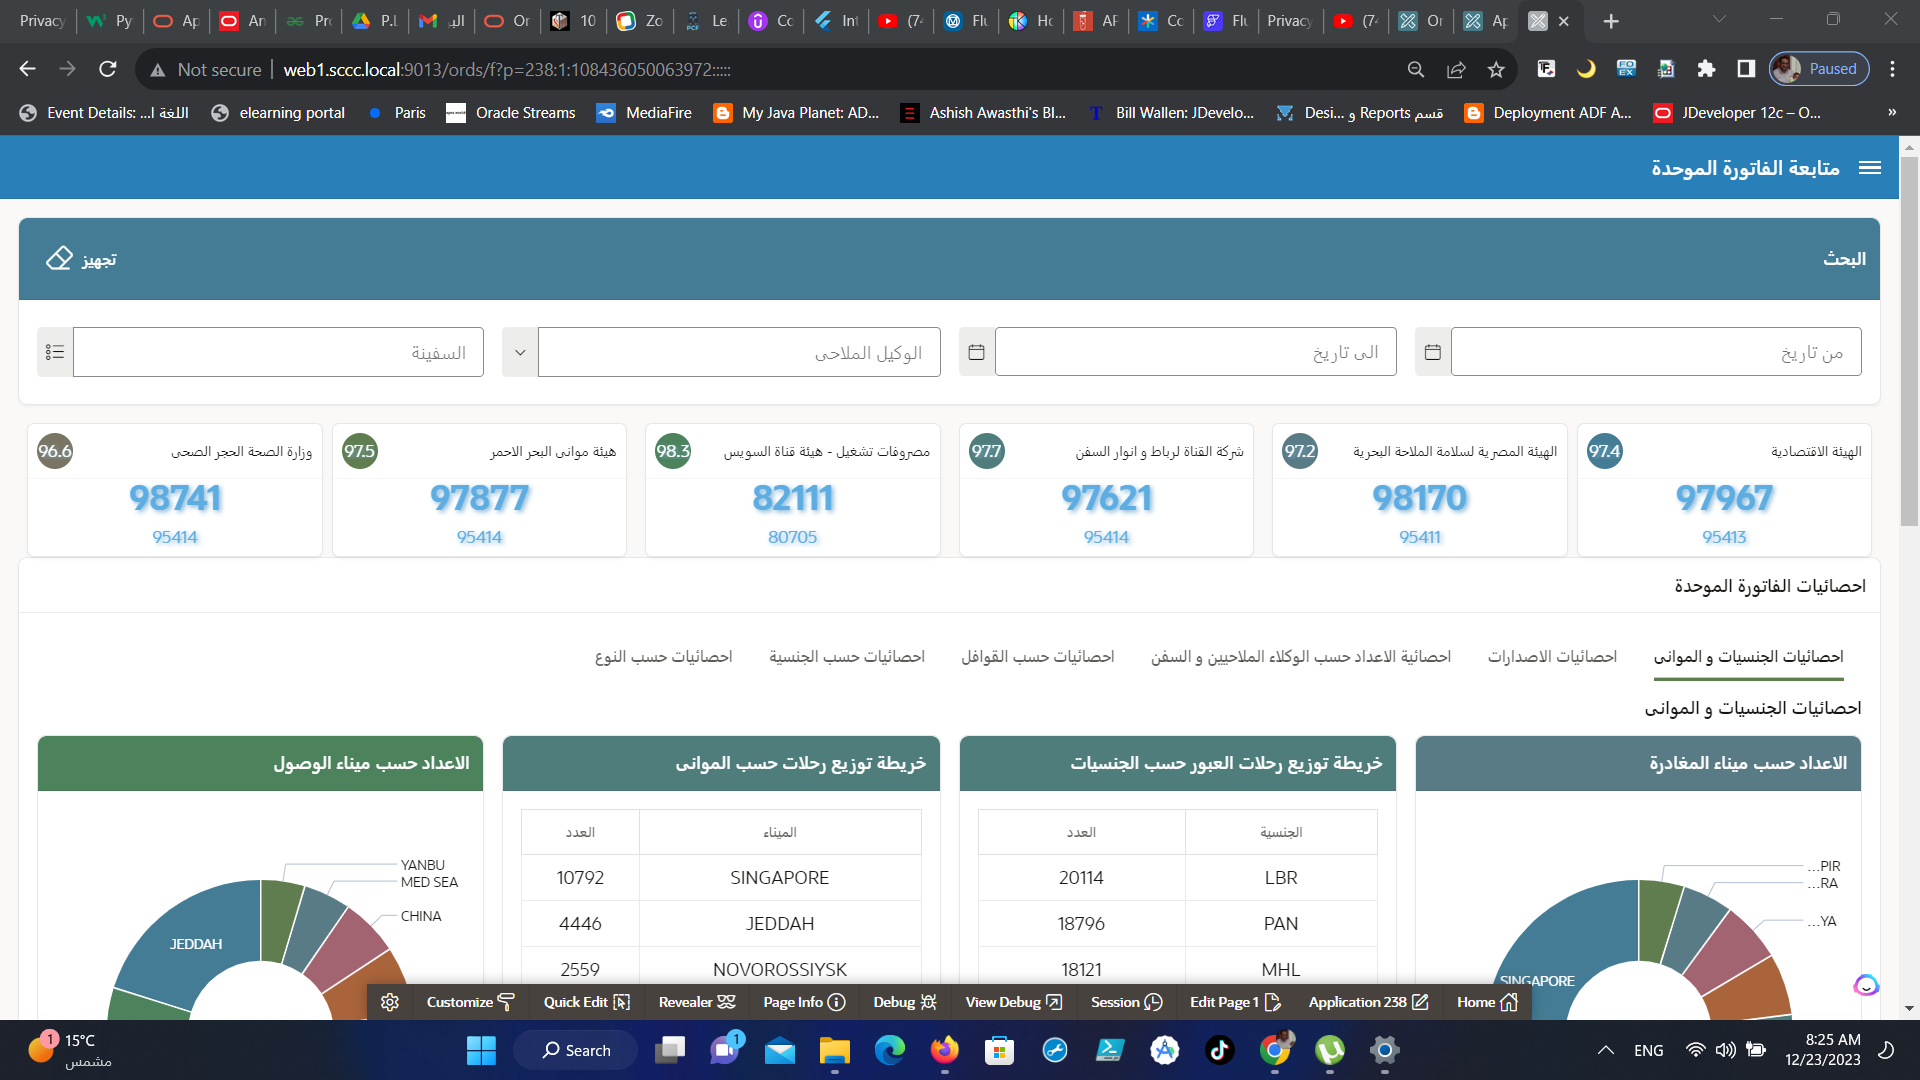 Privacy
Py
Ap
An
Pro
P.L
الير
Or
10
Zo
Le
Co
Int
(74
Flu
Ho
AF
Co
Flu
Privacy
(74
Or
Ap
Not secure
web1.sccc.local:9013/ords/f?p=238:1:108436050063972:::::
Paused
Event Details: ...اللغة ا
elearning portal
Paris
Oracle Streams
MediaFire
My Java Planet: AD...
Ashish Awasthi's Bl...
Bill Wallen: JDevelo...
قسم و Reports و Desi...
Deployment ADF A...
JDeveloper 12c – O...
»
متابعة الفاتورة الموحدة
البحث
تجهيز
من تاريخ
الى تاريخ
الوكيل الملاحى
السفينة
الهيئة الاقتصادية
97.4
97967
95413
الهيئة المصرية لسلامة الملاحة البحرية
97.2
98170
95411
شركة القناة لرباط و انوار السفن
97.7
97621
95414
مصروفات تشغيل - هيئة قناة السويس
98.3
82111
80705
هيئة موانى البحر الاحمر
97.5
97877
95414
وزارة الصحة الحجر الصحى
96.6
98741
95414
احصائيات الفاتورة الموحدة
احصائيات الجنسيات و الموانى
احصائيات الاصدارات
احصائية الاعداد حسب الوكلاء الملاحيين و السفن
احصائيات حسب القوافل
احصائيات حسب الجنسية
احصائيات حسب النوع
احصائيات الجنسيات و الموانى
الاعداد حسب ميناء المغادرة
...PIR
...RA
...YA
SINGAPORE
خريطة توزيع رحلات العبور حسب الجنسيات
الجنسية العدد
LBR 20114
PAN 18796
MHL 18121
خريطة توزيع رحلات حسب الموانى
الميناء العدد
SINGAPORE 10792
JEDDAH 4446
NOVOROSSIYSK 2559
الاعداد حسب ميناء الوصول
YANBU
MED SEA
CHINA
JEDDAH
Customize
Quick Edit
Revealer
Page Info
Debug
View Debug
Session
Edit Page 1
Application 238
Home
1
15°C
مشمس
Search
1
ENG
8:25 AM
12/23/2023